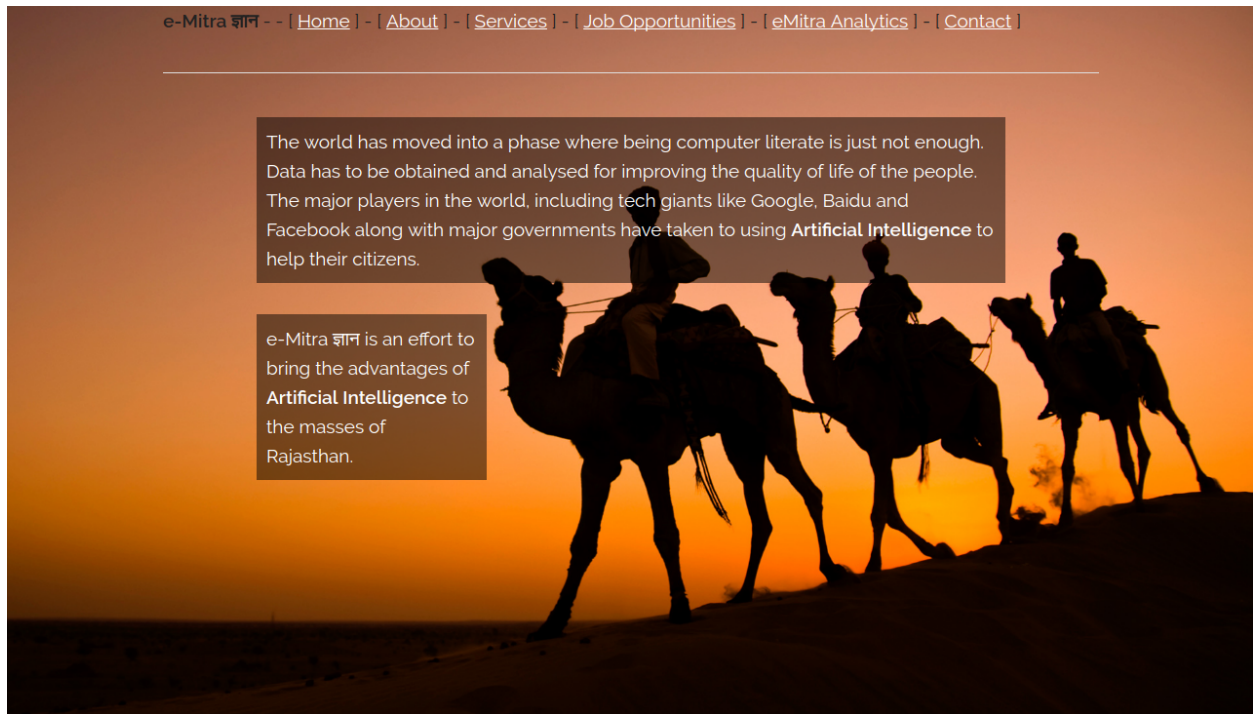 e-Mitra ज्ञान - - [ Home ] - [ About ] - [ Services ] - [ Job Opportunities ] - [ eMitra Analytics ] - [ Contact ]
The world has moved into a phase where being computer literate is just not enough.
Data has to be obtained and analysed for improving the quality of life of the people.
The major players in the world, including tech giants like Google, Baidu and
Facebook along with major governments have taken to using Artificial Intelligence to
help their citizens.
e-Mitra ज्ञान is an effort to
bring the advantages of
Artificial Intelligence to
the masses of
Rajasthan.